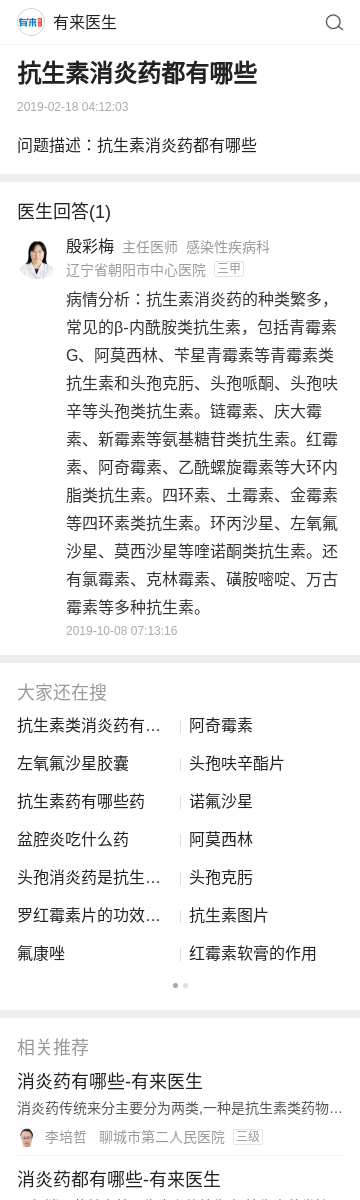 有来 有来医生
抗生素消炎药都有哪些
2019-02-18 04:12:03
问题描述：抗生素消炎药都有哪些
医生回答(1)
殷彩梅 主任医师 感染性疾病科
辽宁省朝阳市中心医院 三甲
病情分析：抗生素消炎药的种类繁多，
常见的β-内酰胺类抗生素，包括青霉素
G、阿莫西林、苄星青霉素等青霉素类
抗生素和头孢克肟、头孢哌酮、头孢呋
辛等头孢类抗生素。链霉素、庆大霉
素、新霉素等氨基糖苷类抗生素。红霉
素、阿奇霉素、乙酰螺旋霉素等大环内
脂类抗生素。四环素、土霉素、金霉素
等四环素类抗生素。环丙沙星、左氧氟
沙星、莫西沙星等喹诺酮类抗生素。还
有氯霉素、克林霉素、磺胺嘧啶、万古
霉素等多种抗生素。
2019-10-08 07:13:16
大家还在搜
抗生素类消炎药有... 阿奇霉素
左氧氟沙星胶囊 头孢呋辛酯片
抗生素药有哪些药 诺氟沙星
盆腔炎吃什么药 阿莫西林
头孢消炎药是抗生... 头孢克肟
罗红霉素片的功效... 抗生素图片
氟康唑 红霉素软膏的作用
相关推荐
消炎药有哪些-有来医生
消炎药传统来分主要分为两类,一种是抗生素类药物...
李培哲 聊城市第二人民医院 三级
消炎药都有哪些-有来医生